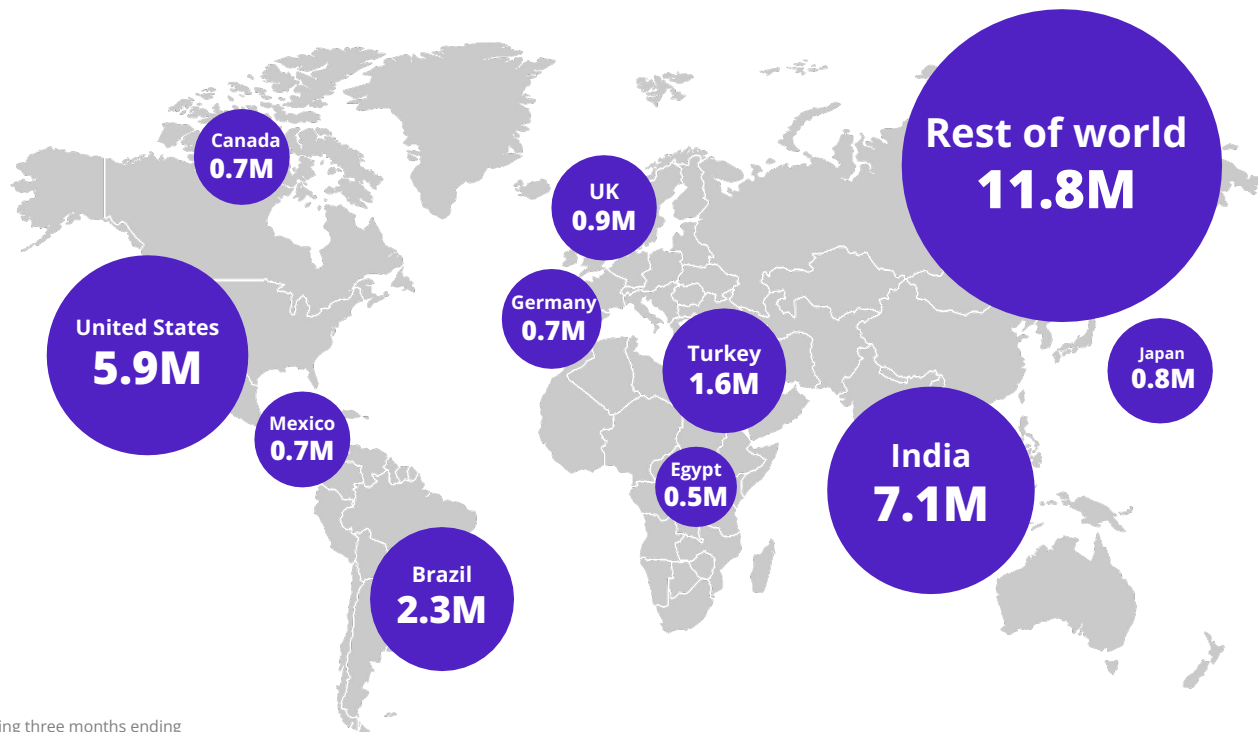 Rest of world
11.8M
Canada
0.7M
UK
0.9M
Germany
0.7M
United States
5.9M
Turkey
1.6M
Japan
0.8M
Mexico
0.7M
India
7.1M
Egypt
0.5M
Brazil
2.3M
three months ending